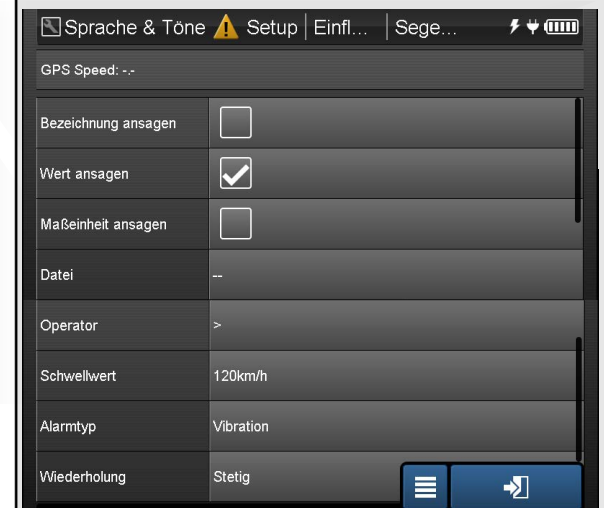 Sprache & Töne Setup Einfl... Sege...
GPS Speed: -.-
Bezeichnung ansagen
Wert ansagen
Maßeinheit ansagen
Datei --
Operator >
Schwellwert 120km/h
Alarmtyp Vibration
Wiederholung Stetig